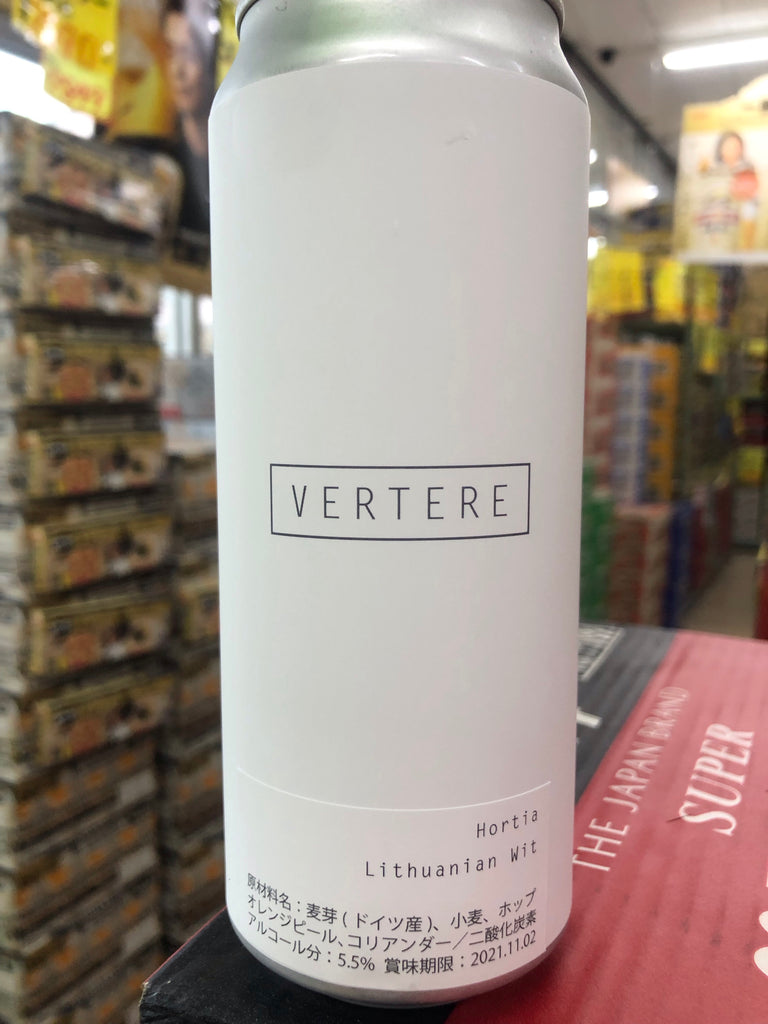 VERTERE
Hortia
Lithuanian Wit
原材料名：麦芽(ドイツ産)、小麦、ホップ
オレンジピール、コリアンダー／二酸化炭素
アルコール分：5.5% 賞味期限：2021.11.02
THE JAPAN BRAND
SUPER